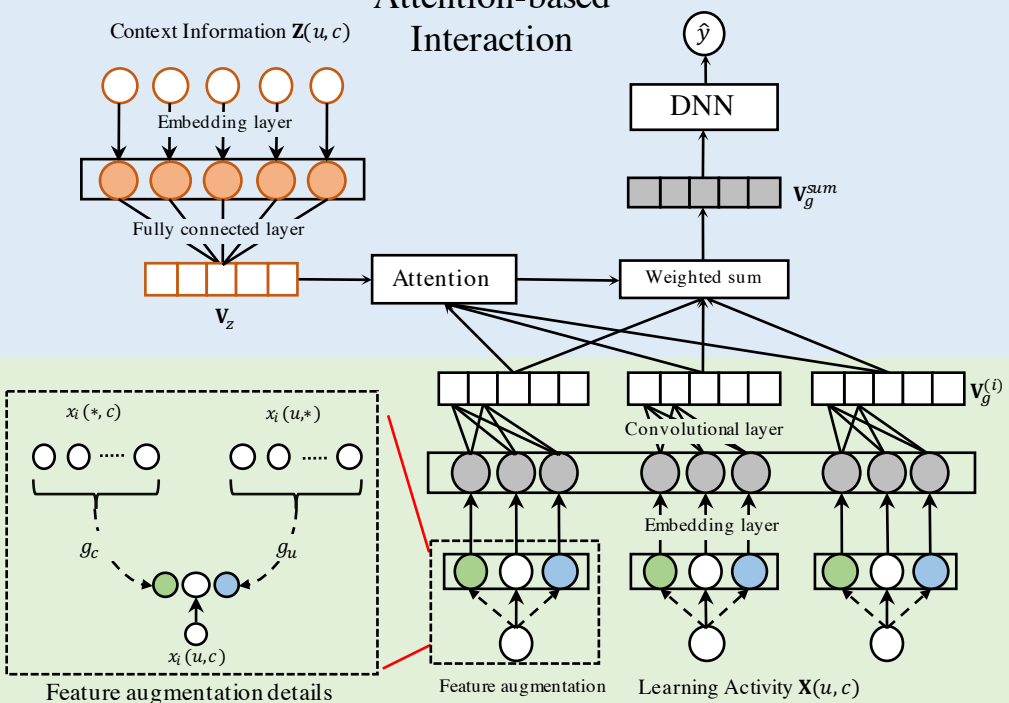 Attention-based
Interaction
Context Information Z(u, c)
Embedding layer
Fully connected layer
V_z
Attention
Weighted sum
ŷ
DNN
V_g^{sum}
V_g^{(i)}
Convolutional layer
Embedding layer
x_i (*, c)
x_i (u,*)
.....
.....
g_c
g_u
x_i (u,c)
Feature augmentation details
Feature augmentation
Learning Activity X(u, c)